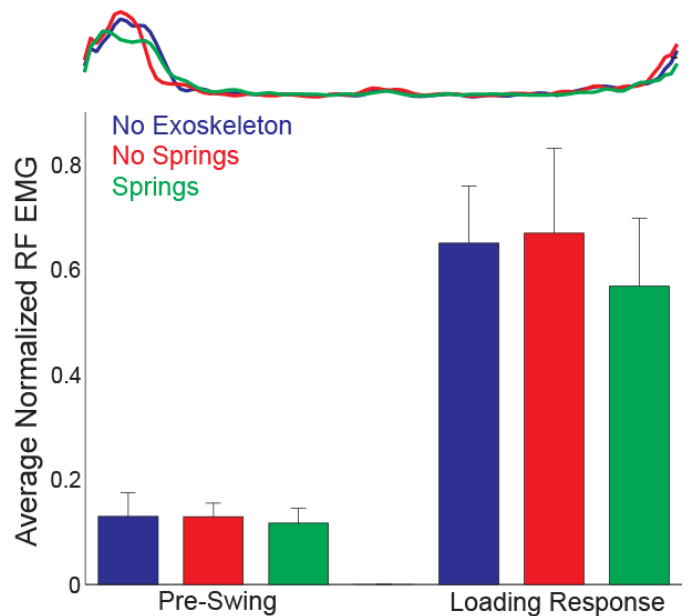 No Exoskeleton
No Springs
Springs
Average Normalized RF EMG
0.8
0.6
0.4
0.2
0
Pre-Swing
Loading Response